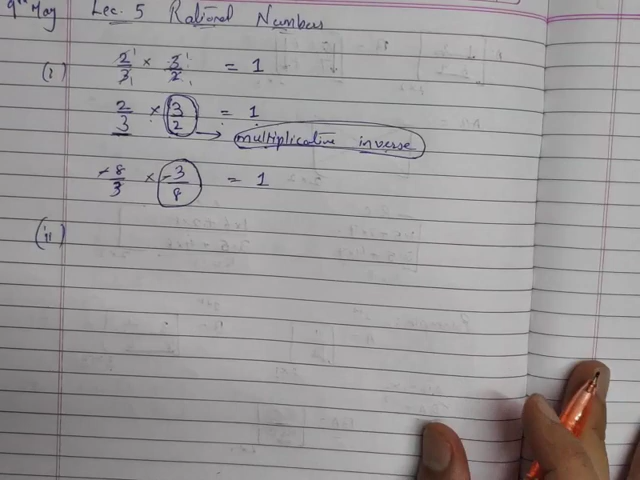 9th May Lec. 5 Rational Numbers
(i) 2/3 × 3/2 = 1
2/3 × 3/2 = 1
multiplicative inverse
-8/3 × -3/8 = 1
(ii)